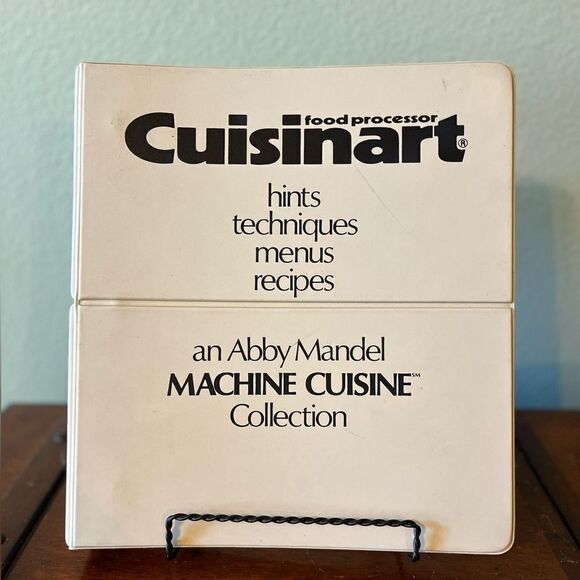 food processor
Cuisinart®
hints
techniques
menus
recipes
an Abby Mandel
MACHINE CUISINE℠
Collection